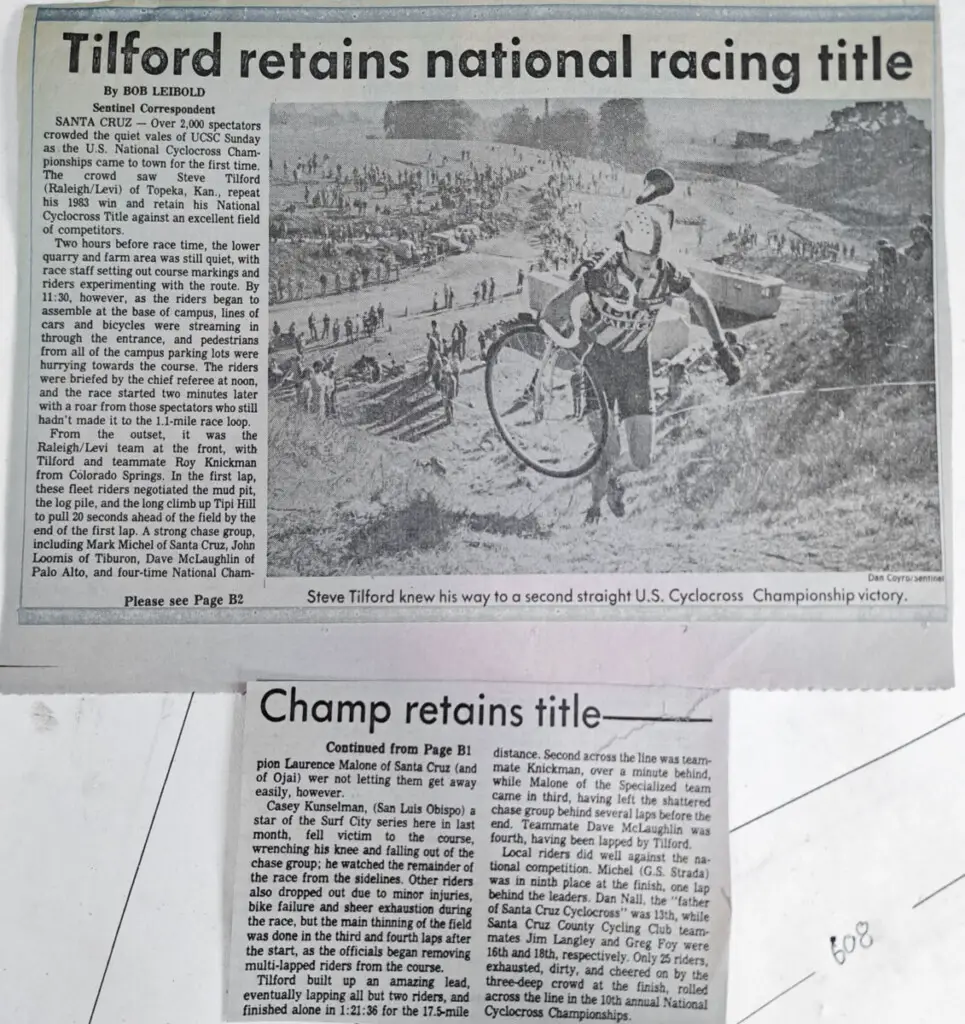 Tilford retains national racing title
By BOB LEIBOLD
Sentinel Correspondent
SANTA CRUZ — Over 2,000 spectators
crowded the quiet vales of UCSC Sunday
as the U.S. National Cyclocross Cham-
pionships came to town for the first time.
The crowd saw Steve Tilford
(Raleigh/Levi) of Topeka, Kan., repeat
his 1983 win and retain his National
Cyclocross Title against an excellent field
of competitors.
Two hours before race time, the lower
quarry and farm area was still quiet, with
race staff setting out course markings and
riders experimenting with the route. By
11:30, however, as the riders began to
assemble at the base of campus, lines of
cars and bicycles were streaming in
through the entrance, and pedestrians
from all of the campus parking lots were
hurrying towards the course. The riders
were briefed by the chief referee at noon,
and the race started two minutes later
with a roar from those spectators who still
hadn't made it to the 1.1-mile race loop.
From the outset, it was the
Raleigh/Levi team at the front, with
Tilford and teammate Roy Knickman
from Colorado Springs. In the first lap,
these fleet riders negotiated the mud pit,
the log pile, and the long climb up Tipi Hill
to pull 20 seconds ahead of the field by the
end of the first lap. A strong chase group,
including Mark Michel of Santa Cruz, John
Loomis of Tiburon, Dave McLaughlin of
Palo Alto, and four-time National Cham-
Please see Page B2
LEVI'S
RALEIGH
Dan Coyro/sentinel
Steve Tilford knew his way to a second straight U.S. Cyclocross Championship victory.
Champ retains title
Continued from Page B1
pion Laurence Malone of Santa Cruz (and
of Ojai) wer not letting them get away
easily, however.
Casey Kunselman, (San Luis Obispo) a
star of the Surf City series here in last
month, fell victim to the course,
wrenching his knee and falling out of the
chase group; he watched the remainder of
the race from the sidelines. Other riders
also dropped out due to minor injuries,
bike failure and sheer exhaustion during
the race, but the main thinning of the field
was done in the third and fourth laps after
the start, as the officials began removing
multi-lapped riders from the course.
Tilford built up an amazing lead,
eventually lapping all but two riders, and
finished alone in 1:21:36 for the 17.5-mile
distance. Second across the line was team-
mate Knickman, over a minute behind,
while Malone of the Specialized team
came in third, having left the shattered
chase group behind several laps before the
end. Teammate Dave McLaughlin was
fourth, having been lapped by Tilford.
Local riders did well against the na-
tional competition. Michel (G.S. Strada)
was in ninth place at the finish, one lap
behind the leaders. Dan Nall, the "father
of Santa Cruz Cyclocross" was 13th, while
Santa Cruz County Cycling Club team-
mates Jim Langley and Greg Foy were
16th and 18th, respectively. Only 25 riders,
exhausted, dirty, and cheered on by the
three-deep crowd at the finish, rolled
across the line in the 10th annual National
Cyclocross Championships.
608